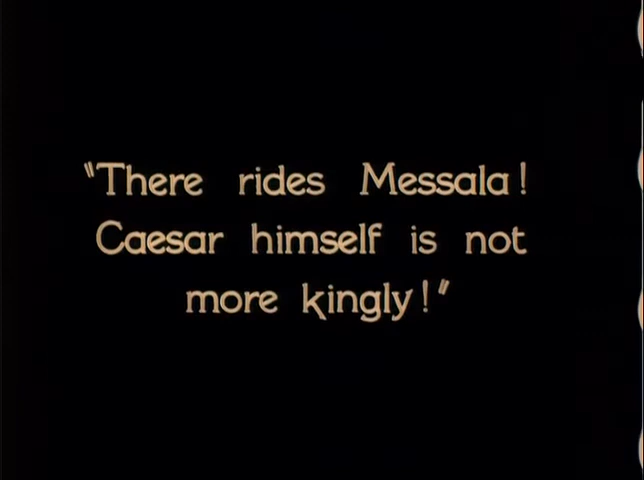 "There rides Messala!
Caesar himself is not
more kingly!"